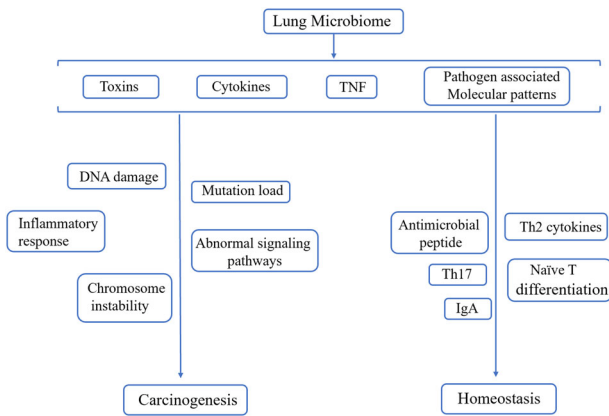 Lung Microbiome
Toxins
Cytokines
TNF
Pathogen associated
Molecular patterns
DNA damage
Mutation load
Inflammatory
response
Abnormal signaling
pathways
Chromosome
instability
Antimicrobial
peptide
Th2 cytokines
Th17
Naïve T
differentiation
IgA
Carcinogenesis
Homeostasis